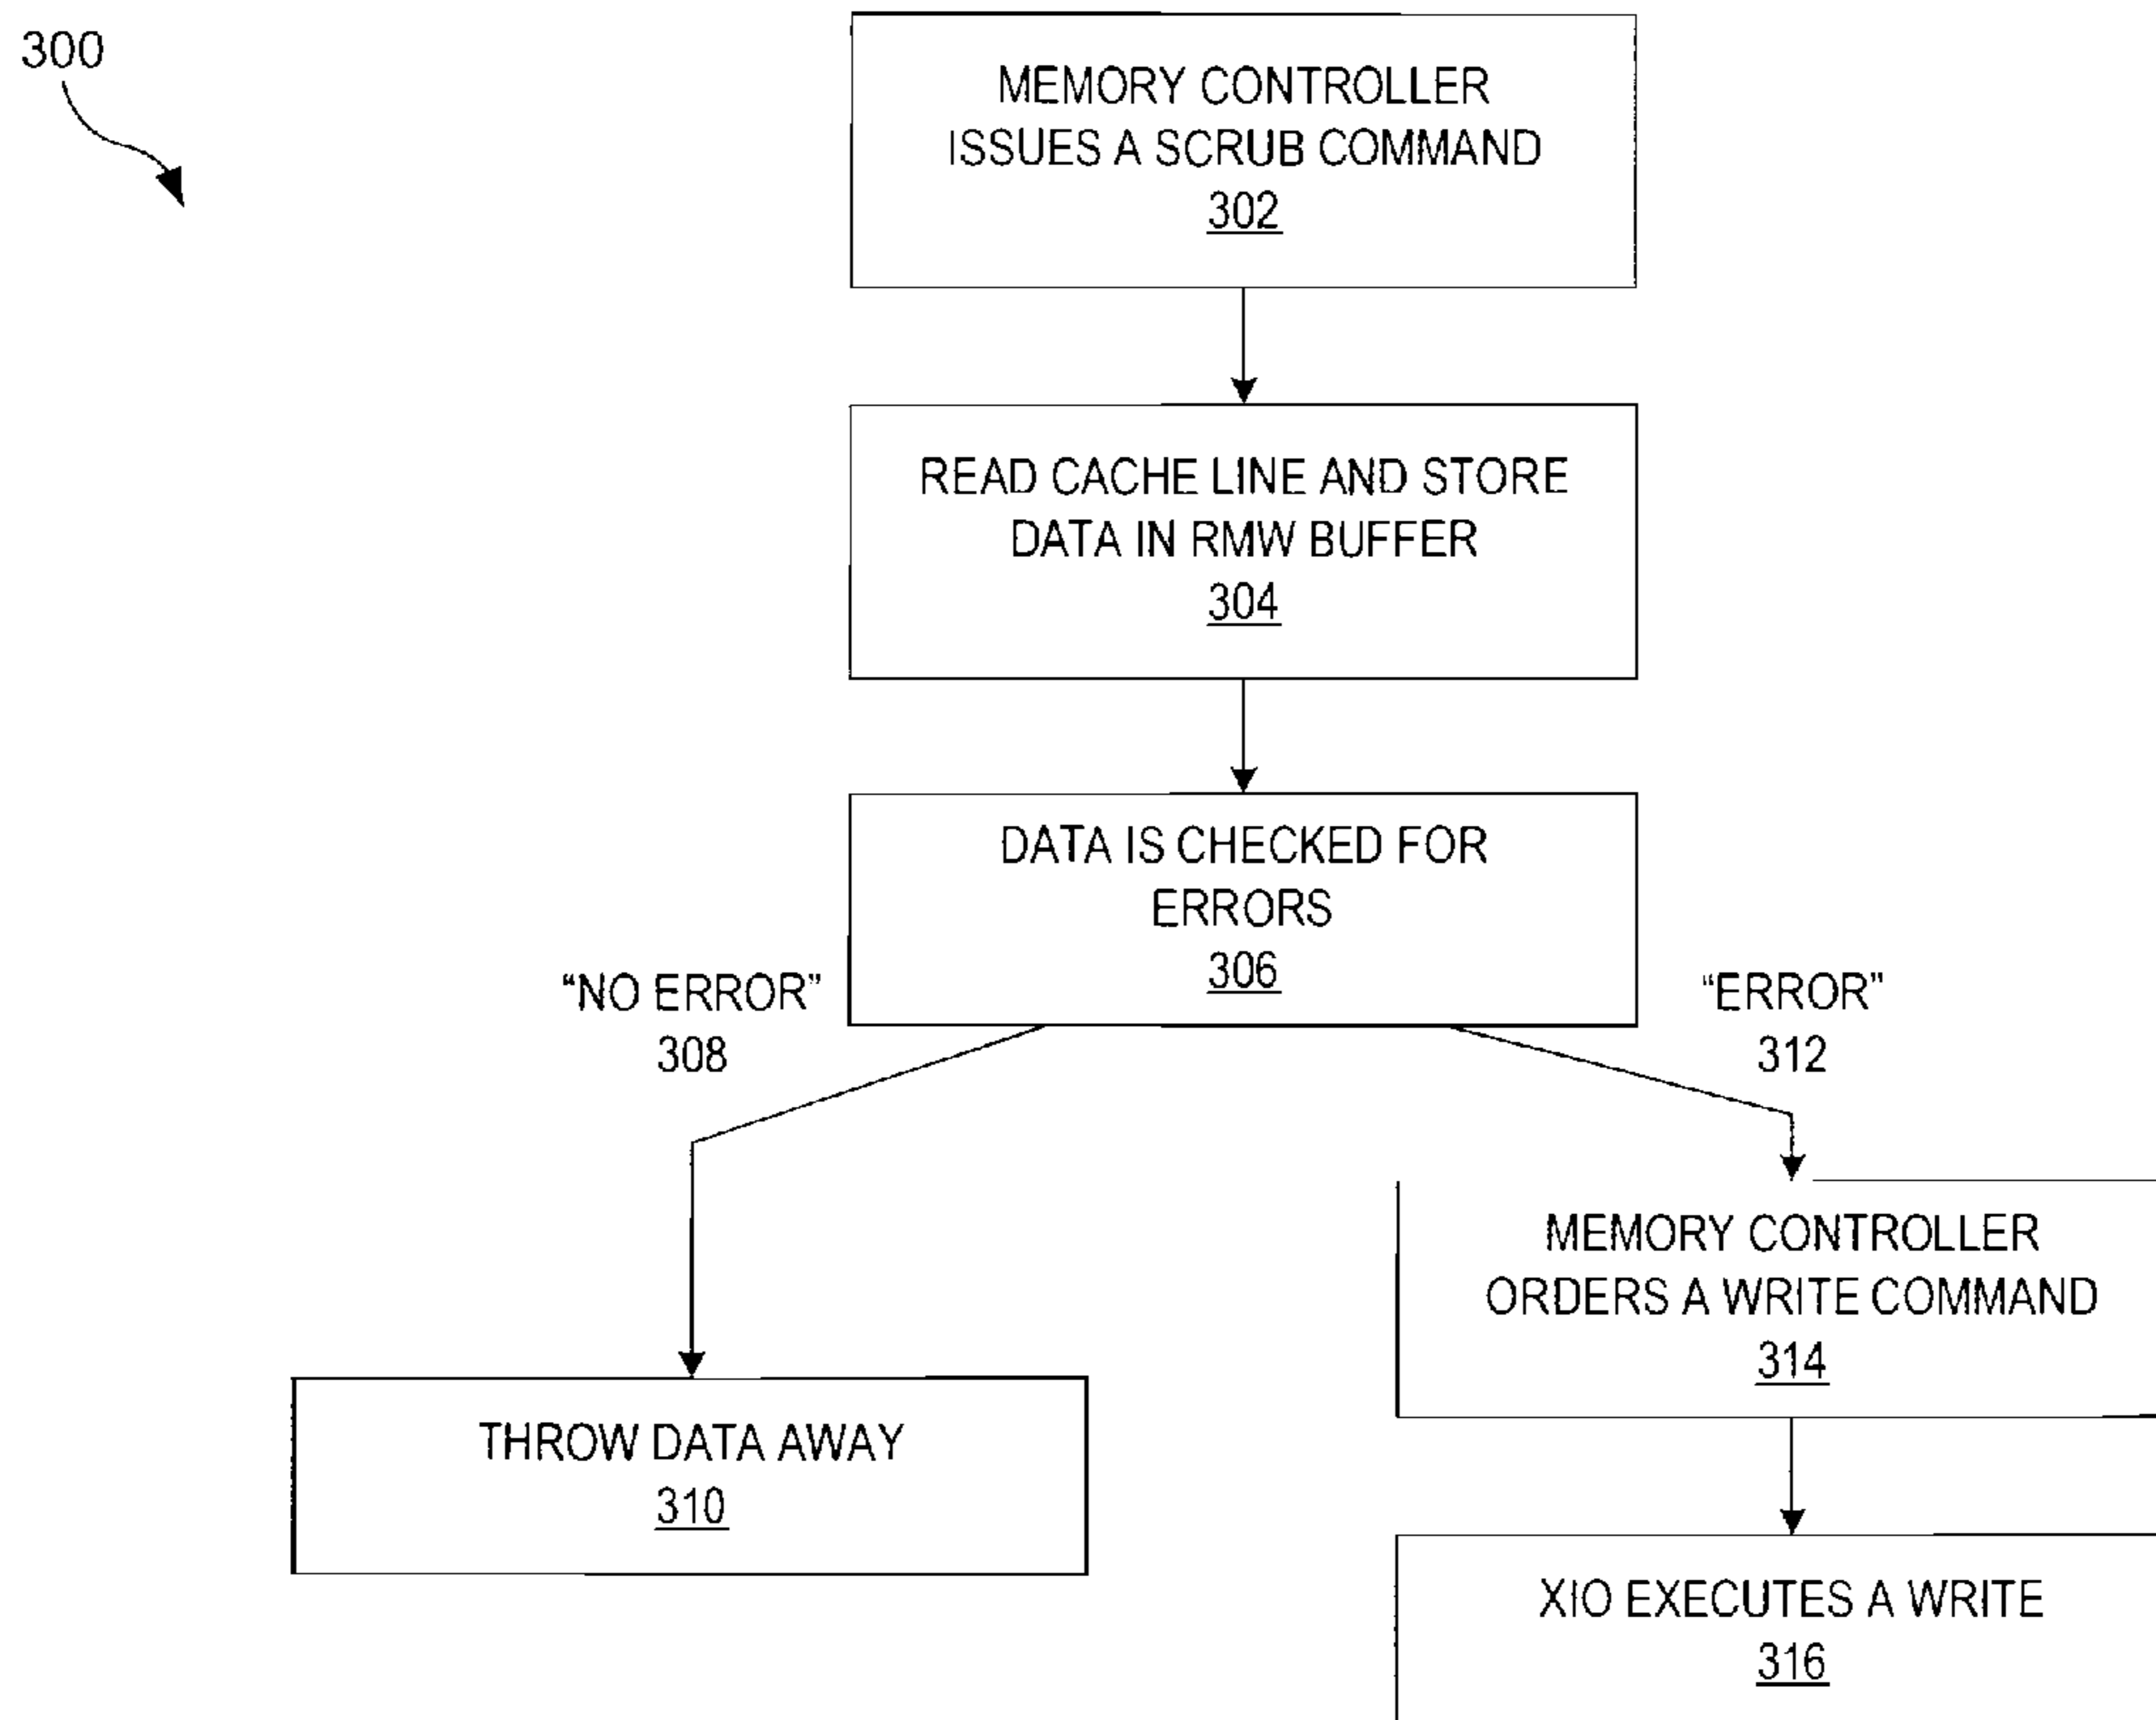 300
MEMORY CONTROLLER
ISSUES A SCRUB COMMAND
302
READ CACHE LINE AND STORE
DATA IN RMW BUFFER
304
DATA IS CHECKED FOR
ERRORS
306
“NO ERROR”
308
“ERROR”
312
MEMORY CONTROLLER
ORDERS A WRITE COMMAND
314
THROW DATA AWAY
310
XIO EXECUTES A WRITE
316